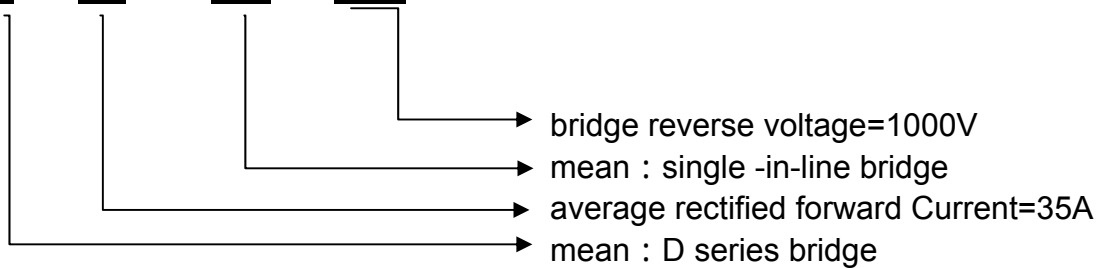 bridge reverse voltage=1000V
mean：single -in-line bridge
average rectified forward Current=35A
mean：D series bridge